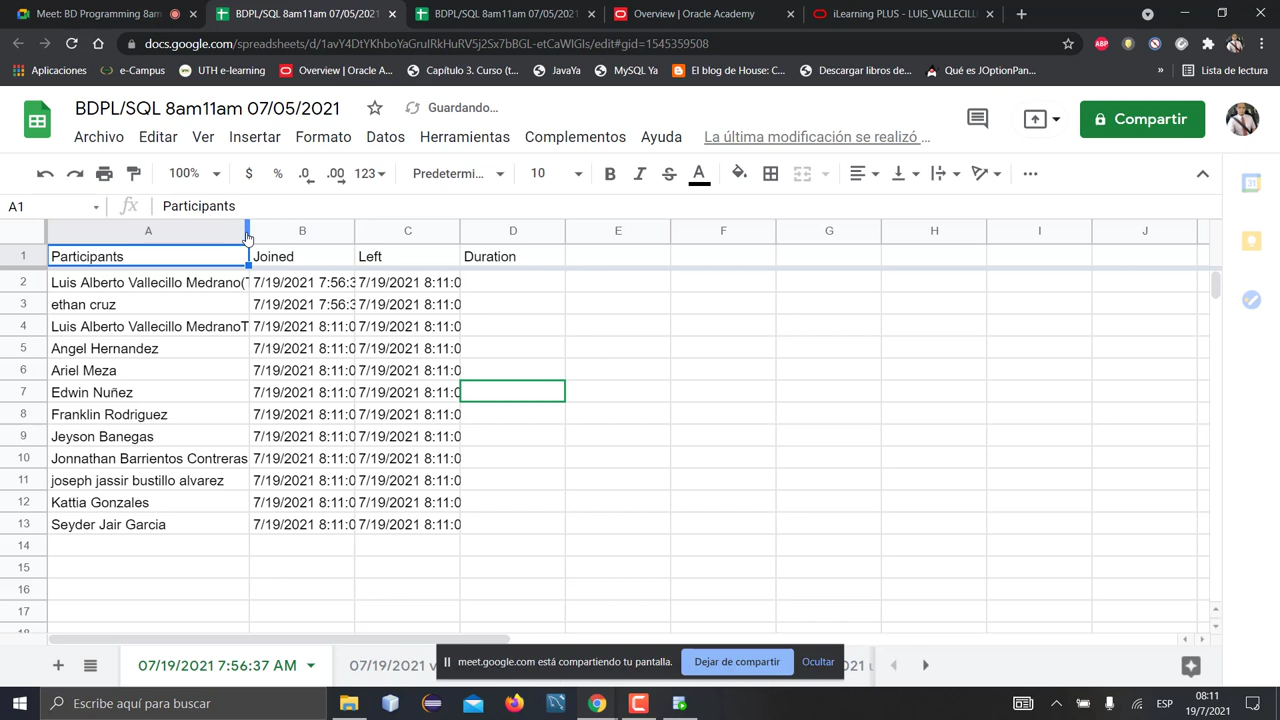 Meet: BD Programming 8am
BDPL/SQL 8am11am 07/05/2021
BDPL/SQL 8am11am 07/05/2021
Overview | Oracle Academy
iLearning PLUS - LUIS_VALLECILL
docs.google.com/spreadsheets/d/1avY4DtYKhboYaGruIRkHuRV5j2Sx7bBGL-etCaWIGIs/edit#gid=1545359508
ABP
Aplicaciones
e-Campus
UTH e-learning
Overview | Oracle A...
Capítulo 3. Curso (t...
JavaYa
MySQL Ya
El blog de House: C...
Descargar libros de...
Qué es JOptionPan...
»
Lista de lectura
BDPL/SQL 8am11am 07/05/2021
Guardando...
Archivo Editar Ver Insertar Formato Datos Herramientas Complementos Ayuda
La última modificación se realizó ...
Compartir
100% $ % .0 .00 123 Predetermi... 10 B I S A
A1 fx Participants
A B C D E F G H I J
1 Participants Joined Left Duration
2 Luis Alberto Vallecillo Medrano(T 7/19/2021 7:56:3 7/19/2021 8:11:0
3 ethan cruz 7/19/2021 7:56:3 7/19/2021 8:11:0
4 Luis Alberto Vallecillo MedranoT 7/19/2021 8:11:0 7/19/2021 8:11:0
5 Angel Hernandez 7/19/2021 8:11:0 7/19/2021 8:11:0
6 Ariel Meza 7/19/2021 8:11:0 7/19/2021 8:11:0
7 Edwin Nuñez 7/19/2021 8:11:0 7/19/2021 8:11:0
8 Franklin Rodriguez 7/19/2021 8:11:0 7/19/2021 8:11:0
9 Jeyson Banegas 7/19/2021 8:11:0 7/19/2021 8:11:0
10 Jonnathan Barrientos Contreras 7/19/2021 8:11:0 7/19/2021 8:11:0
11 joseph jassir bustillo alvarez 7/19/2021 8:11:0 7/19/2021 8:11:0
12 Kattia Gonzales 7/19/2021 8:11:0 7/19/2021 8:11:0
13 Seyder Jair Garcia 7/19/2021 8:11:0 7/19/2021 8:11:0
14
15
16
17
18
07/19/2021 7:56:37 AM
07/19/2021 v
meet.google.com está compartiendo tu pantalla.
Dejar de compartir
Ocultar
Escribe aquí para buscar
ESP
08:11
19/7/2021